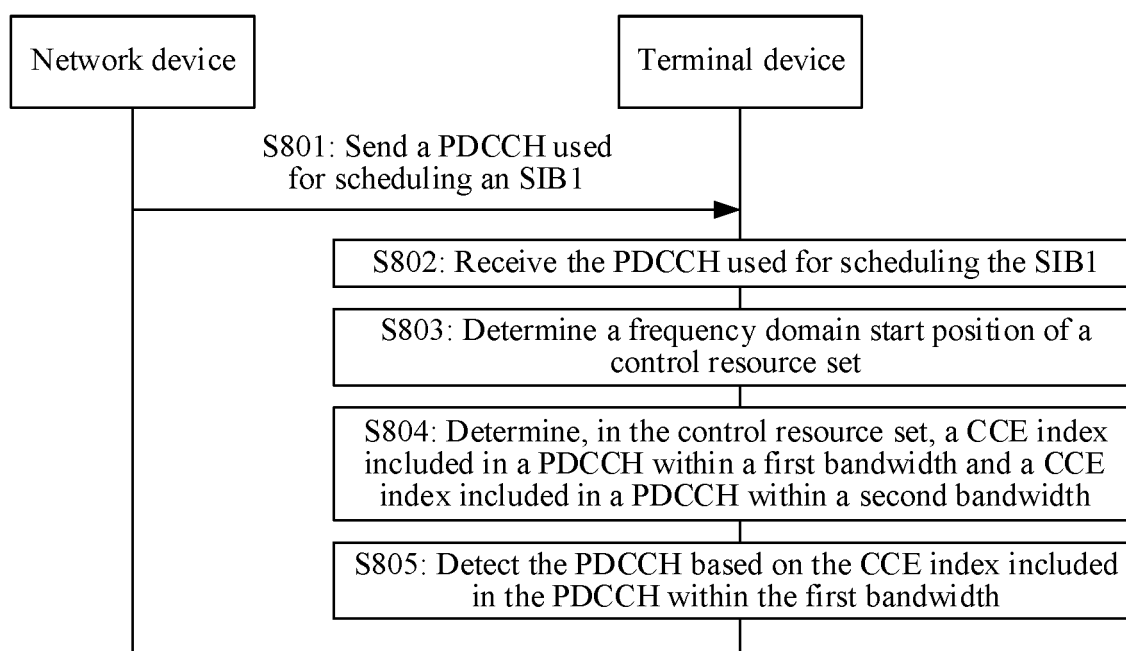 Network device
Terminal device
S801: Send a PDCCH used
for scheduling an SIB1
S802: Receive the PDCCH used for scheduling the SIB1
S803: Determine a frequency domain start position of a
control resource set
S804: Determine, in the control resource set, a CCE index
included in a PDCCH within a first bandwidth and a CCE
index included in a PDCCH within a second bandwidth
S805: Detect the PDCCH based on the CCE index included
in the PDCCH within the first bandwidth